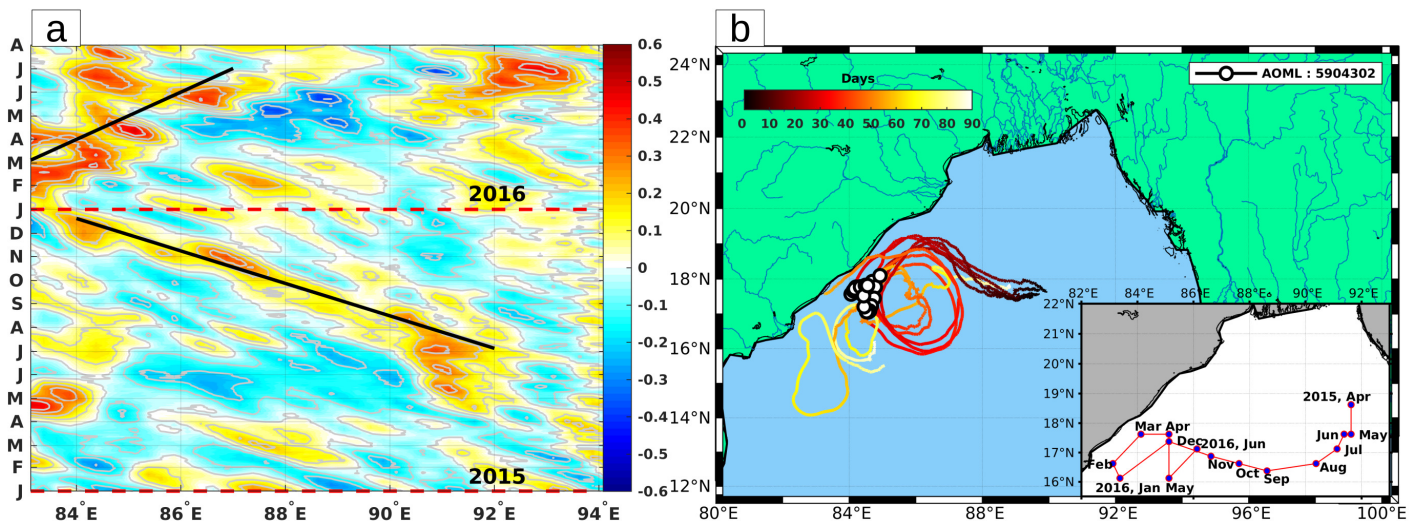 a
A
J
J
M
A
M
F
J
D
N
O
S
A
J
J
M
A
M
F
J
2016
2015
84°E
86°E
88°E
90°E
92°E
94°E
0.6
0.5
0.4
0.3
0.2
0.1
0
-0.1
-0.2
-0.3
-0.4
-0.5
-0.6
b
24°N
22°N
20°N
18°N
16°N
14°N
12°N
Days
0 10 20 30 40 50 60 70 80 90
AOML : 5904302
80°E
84°E
88°E
92°E
96°E
100°E
82°E 84°E 86°E 88°E 90°E 92°E
22°N
21°N
20°N
19°N
18°N
17°N
16°N
2015, Apr
Mar Apr
Dec
2016, Jun
Jun
May
Jul
Feb
Nov
Oct
Sep
Aug
2016, Jan May